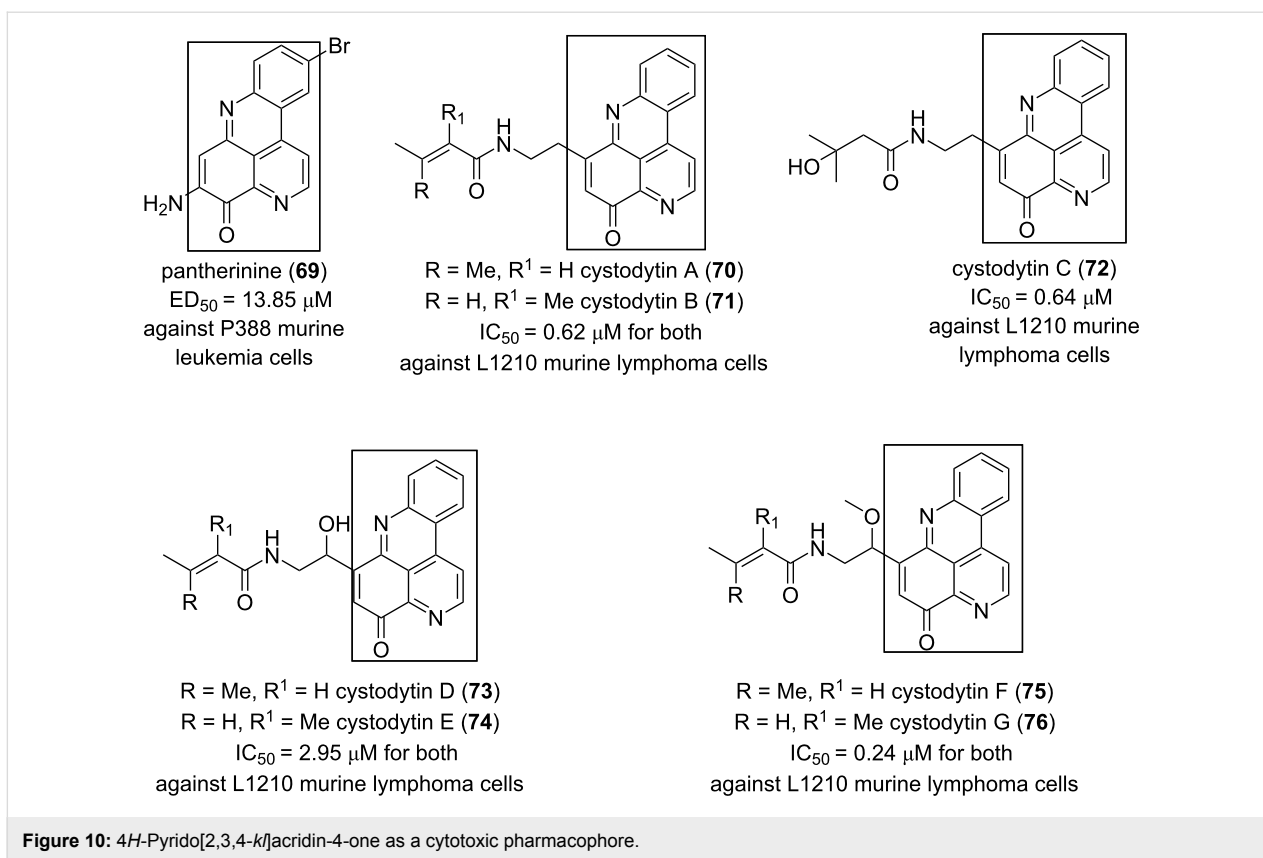 Br
N
H₂N
O
N
pantherinine (69)
ED₅₀ = 13.85 μM
against P388 murine
leukemia cells
R₁
H
N
N
R
O
O
N
R = Me, R¹ = H cystodytin A (70)
R = H, R¹ = Me cystodytin B (71)
IC₅₀ = 0.62 μM for both
against L1210 murine lymphoma cells
HO
O
H
N
N
O
N
cystodytin C (72)
IC₅₀ = 0.64 μM
against L1210 murine
lymphoma cells
R₁
H
N
OH
N
R
O
O
N
R = Me, R¹ = H cystodytin D (73)
R = H, R¹ = Me cystodytin E (74)
IC₅₀ = 2.95 μM for both
against L1210 murine lymphoma cells
R₁
H
N
O
N
R
O
O
N
R = Me, R¹ = H cystodytin F (75)
R = H, R¹ = Me cystodytin G (76)
IC₅₀ = 0.24 μM for both
against L1210 murine lymphoma cells
Figure 10: 4H-Pyrido[2,3,4-kl]acridin-4-one as a cytotoxic pharmacophore.